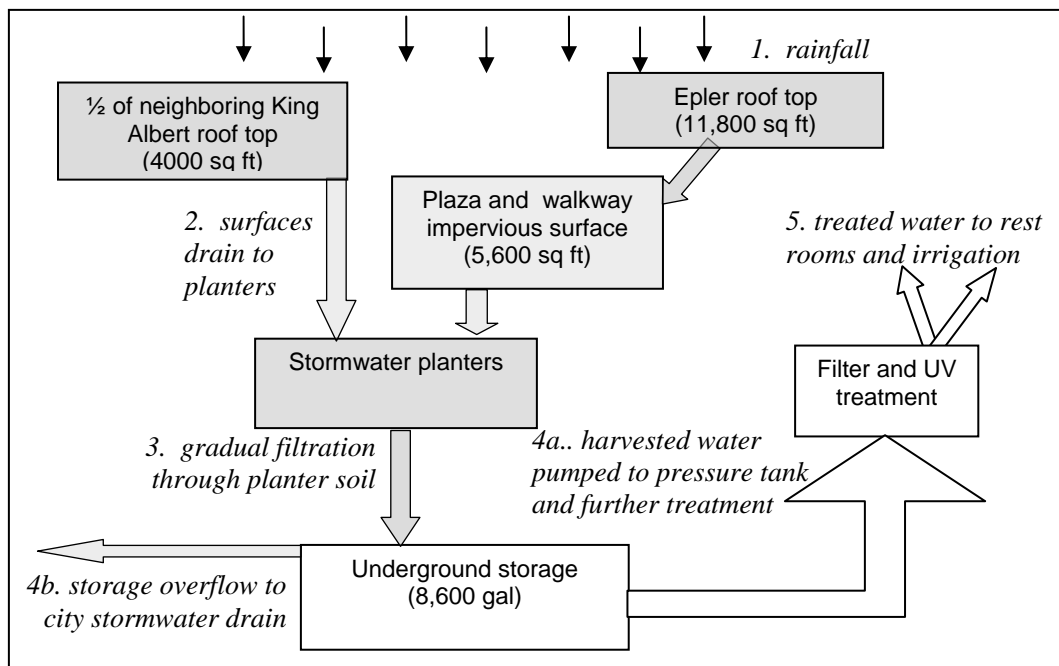 1. rainfall
½ of neighboring King
Albert roof top
(4000 sq ft)
Epler roof top
(11,800 sq ft)
Plaza and walkway
impervious surface
(5,600 sq ft)
2. surfaces
drain to
planters
5. treated water to rest
rooms and irrigation
Stormwater planters
Filter and UV
treatment
3. gradual filtration
through planter soil
4a.. harvested water
pumped to pressure tank
and further treatment
Underground storage
(8,600 gal)
4b. storage overflow to
city stormwater drain